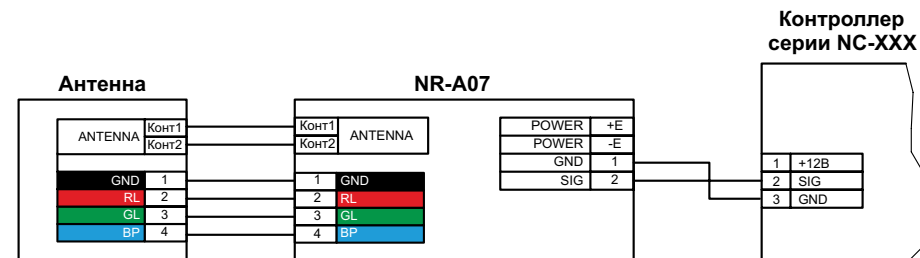 Контроллер
серии NC-XXX
Антенна
NR-A07
ANTENNA Конт1
Конт2
GND 1
RL 2
GL 3
BP 4
Конт1 ANTENNA
Конт2
1 GND
2 RL
3 GL
4 BP
POWER +E
POWER -E
GND 1
SIG 2
1 +12В
2 SIG
3 GND